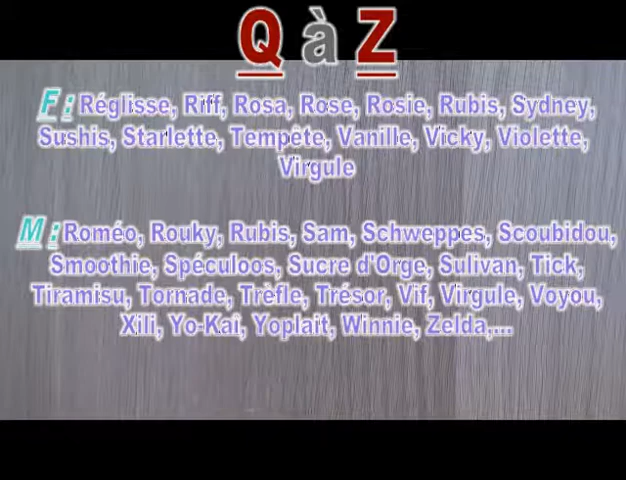 Q à Z
F : Réglisse, Riff, Rosa, Rose, Rosie, Rubis, Sydney,
Sushis, Starlette, Tempete, Vanille, Vicky, Violette,
Virgule
M : Roméo, Rouky, Rubis, Sam, Schweppes, Scoubidou,
Smoothie, Spéculoos, Sucre d'Orge, Sulivan, Tick,
Tiramisu, Tornade, Trèfle, Trésor, Vif, Virgule, Voyou,
Xili, Yo-Kaî, Yoplait, Winnie, Zelda,....